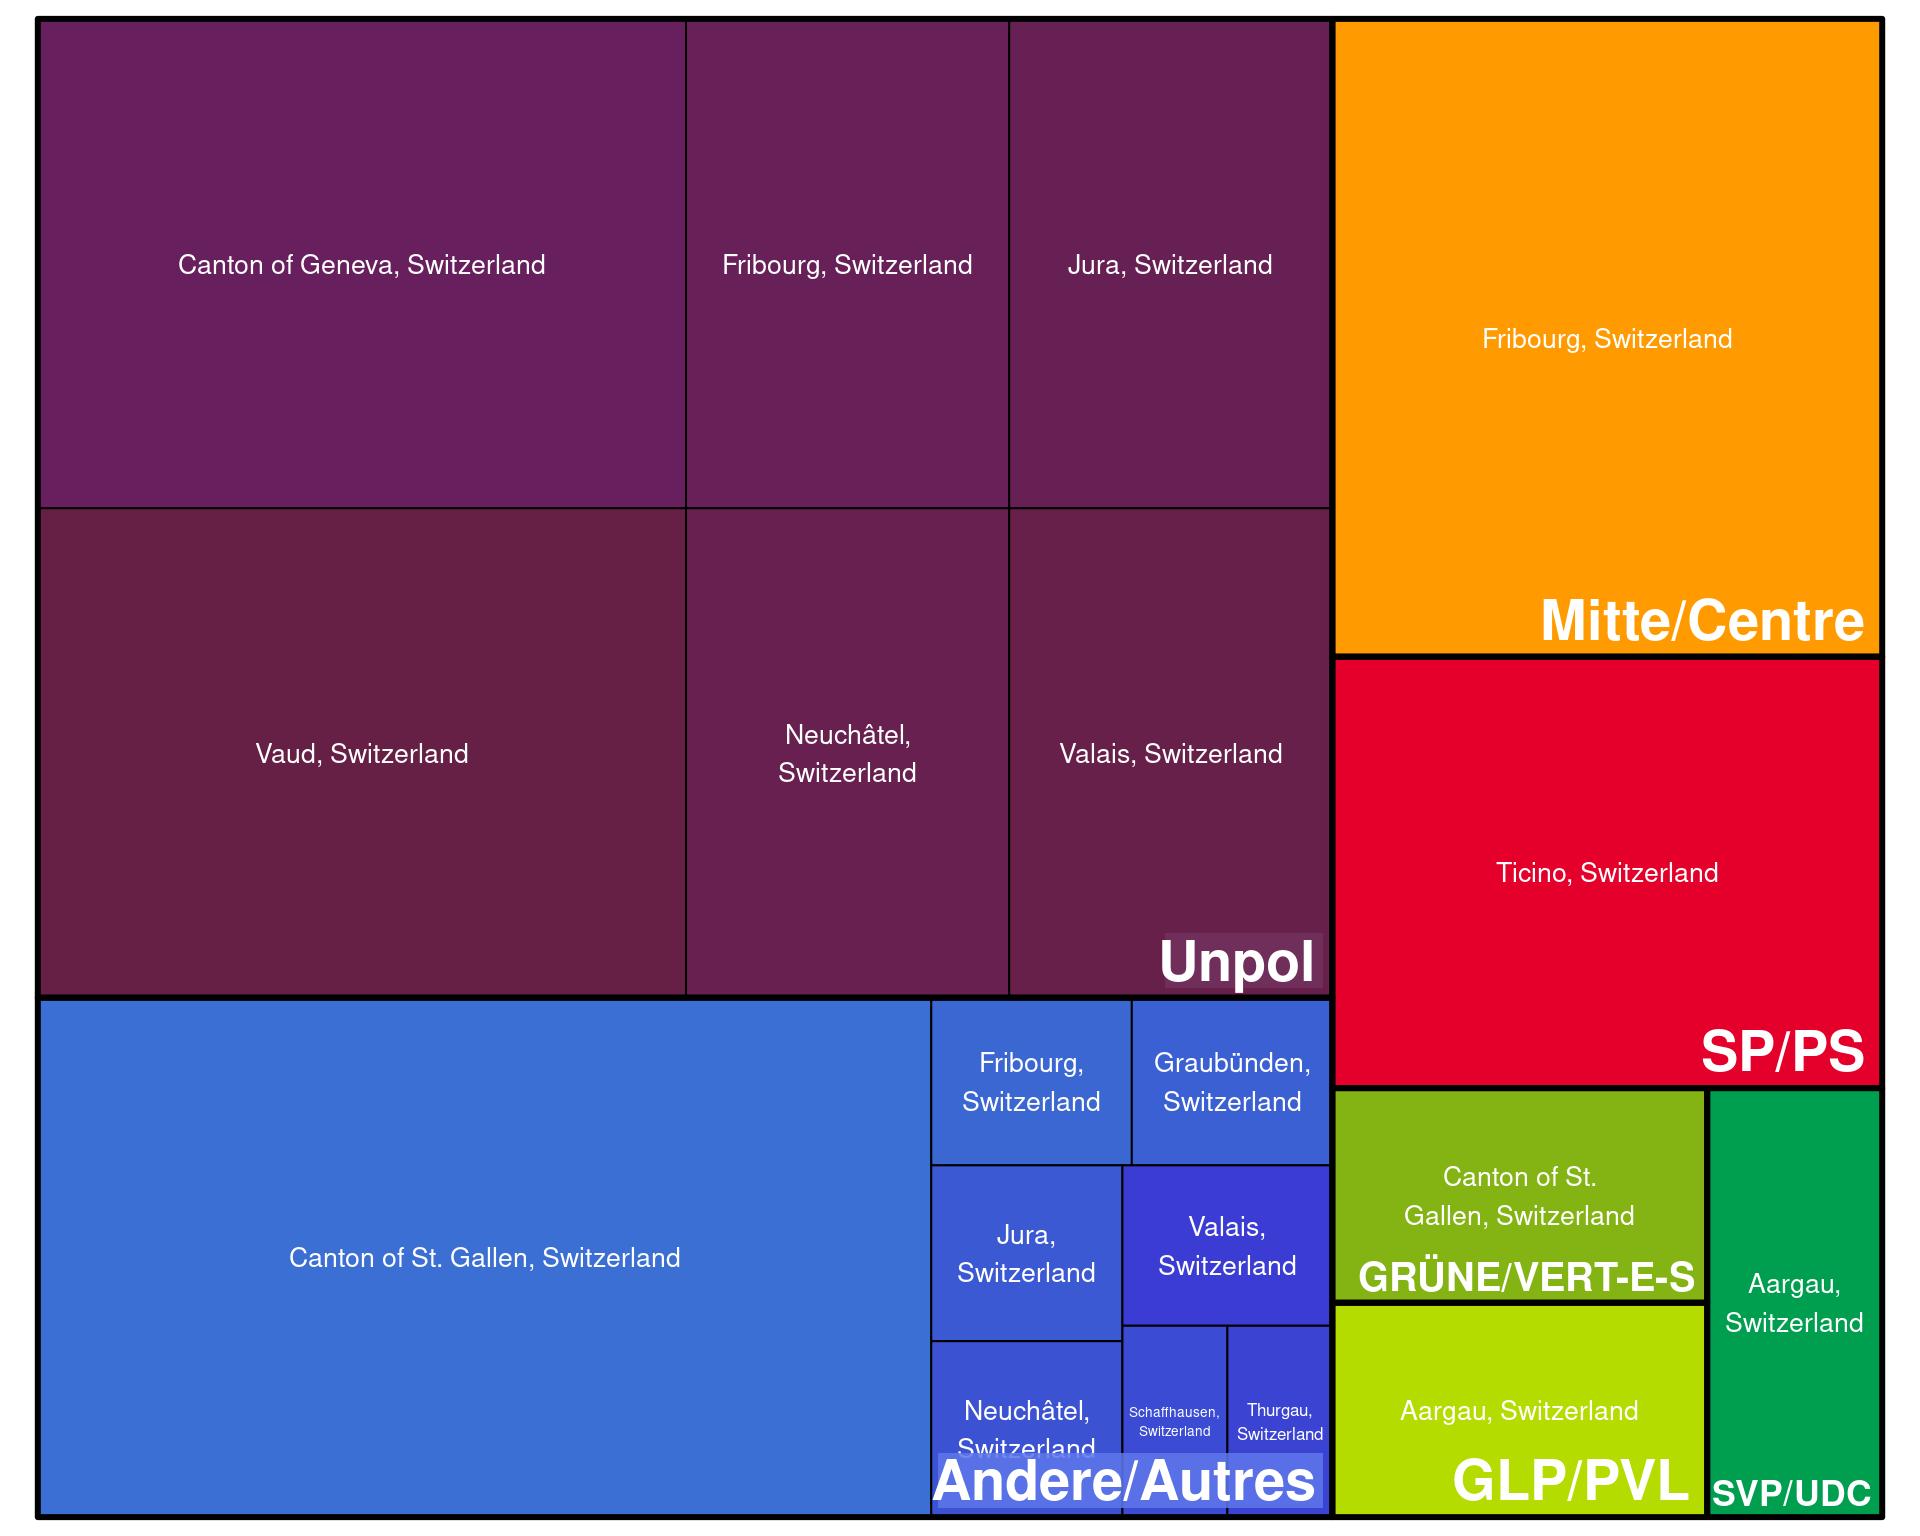 Canton of Geneva, Switzerland
Fribourg, Switzerland
Jura, Switzerland
Vaud, Switzerland
Neuchâtel,
Switzerland
Valais, Switzerland
Unpol
Canton of St. Gallen, Switzerland
Fribourg,
Switzerland
Graubünden,
Switzerland
Jura,
Switzerland
Valais,
Switzerland
Neuchâtel,
Switzerland
Schaffhausen,
Switzerland
Thurgau,
Switzerland
Andere/Autres
Fribourg, Switzerland
Mitte/Centre
Ticino, Switzerland
SP/PS
Canton of St.
Gallen, Switzerland
GRÜNE/VERT-E-S
Aargau, Switzerland
GLP/PVL
Aargau,
Switzerland
SVP/UDC